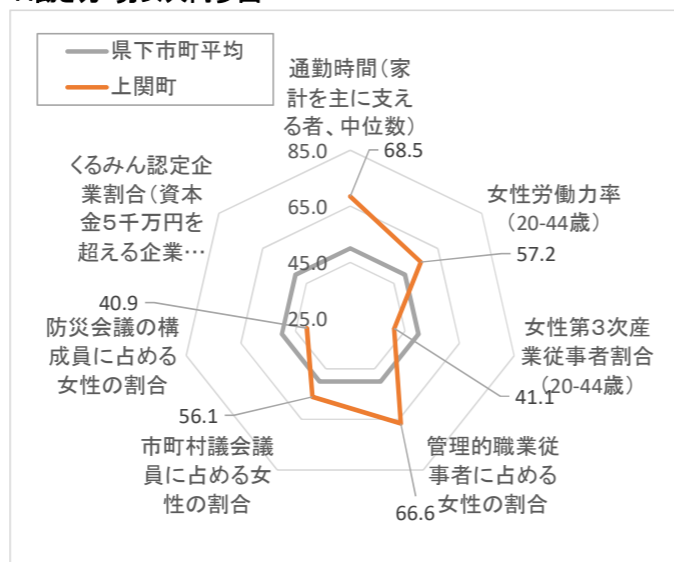 県下市町平均
上関町
通勤時間(家
計を主に支え
る者、中位数)
68.5
85.0
65.0
45.0
25.0
くるみん認定企
業割合(資本
金5千万円を
超える企業…
女性労働力率
(20-44歳)
57.2
40.9
防災会議の構
成員に占める
女性の割合
女性第3次産
業従事者割合
(20-44歳)
41.1
56.1
市町村議会議
員に占める女
性の割合
管理的職業従
事者に占める
女性の割合
66.6